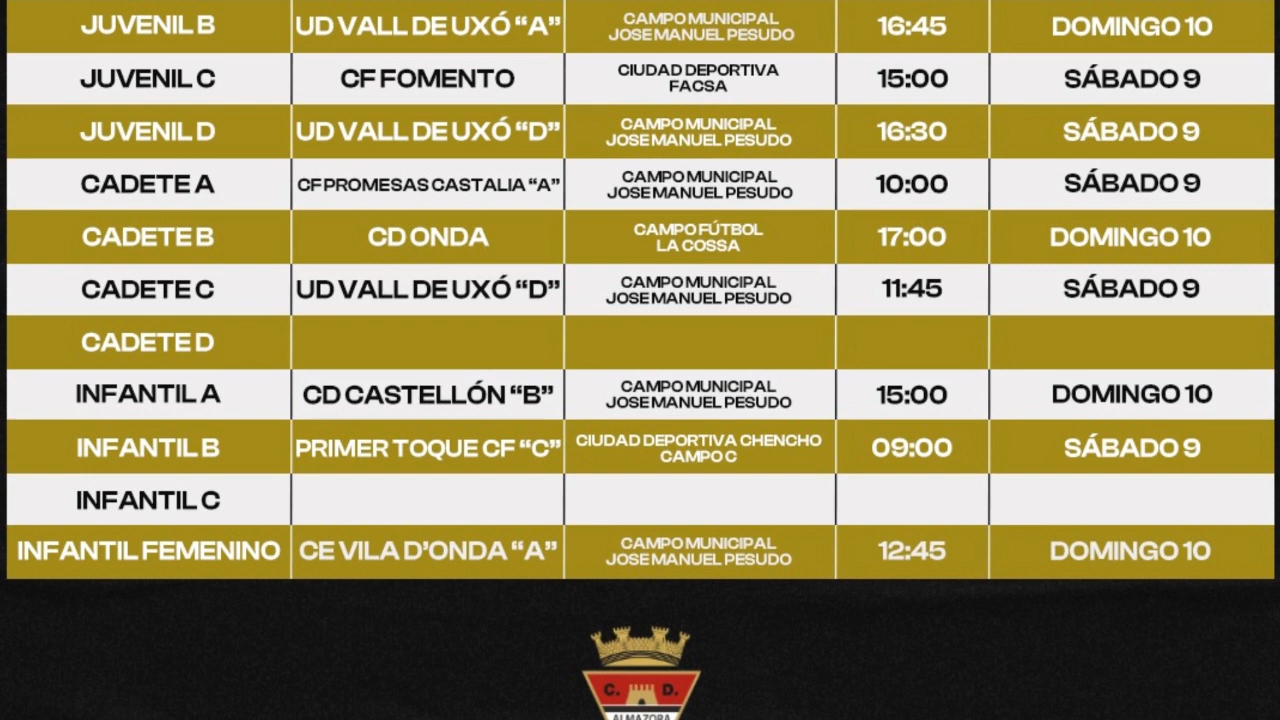 JUVENIL B UD VALL DE UXÓ “A” CAMPO MUNICIPAL JOSE MANUEL PESUDO 16:45 DOMINGO 10
JUVENIL C CF FOMENTO CIUDAD DEPORTIVA FACSA 15:00 SÁBADO 9
JUVENIL D UD VALL DE UXÓ “D” CAMPO MUNICIPAL JOSE MANUEL PESUDO 16:30 SÁBADO 9
CADETE A CF PROMESAS CASTALIA “A” CAMPO MUNICIPAL JOSE MANUEL PESUDO 10:00 SÁBADO 9
CADETE B CD ONDA CAMPO FÚTBOL LA COSSA 17:00 DOMINGO 10
CADETE C UD VALL DE UXÓ “D” CAMPO MUNICIPAL JOSE MANUEL PESUDO 11:45 SÁBADO 9
CADETE D
INFANTIL A CD CASTELLÓN “B” CAMPO MUNICIPAL JOSE MANUEL PESUDO 15:00 DOMINGO 10
INFANTIL B PRIMER TOQUE CF “C” CIUDAD DEPORTIVA CHENCHO CAMPO C 09:00 SÁBADO 9
INFANTIL C
INFANTIL FEMENINO CE VILA D’ONDA “A” CAMPO MUNICIPAL JOSE MANUEL PESUDO 12:45 DOMINGO 10
C. D.
ALMAZORA